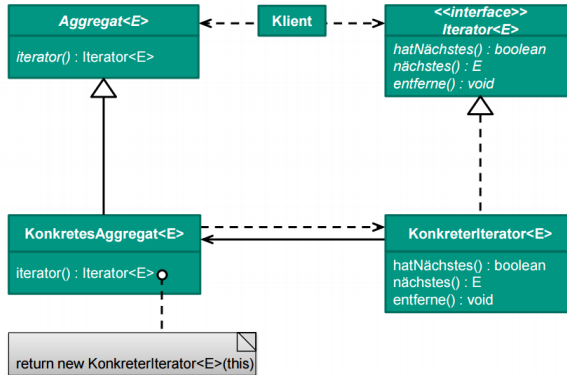 Aggregat<E>
iterator() : Iterator<E>
Klient
<<interface>>
Iterator<E>
hatNächstes() : boolean
nächstes() : E
entferne() : void
KonkretesAggregat<E>
iterator() : Iterator<E>
KonkreterIterator<E>
hatNächstes() : boolean
nächstes() : E
entferne() : void
return new KonkreterIterator<E>(this)